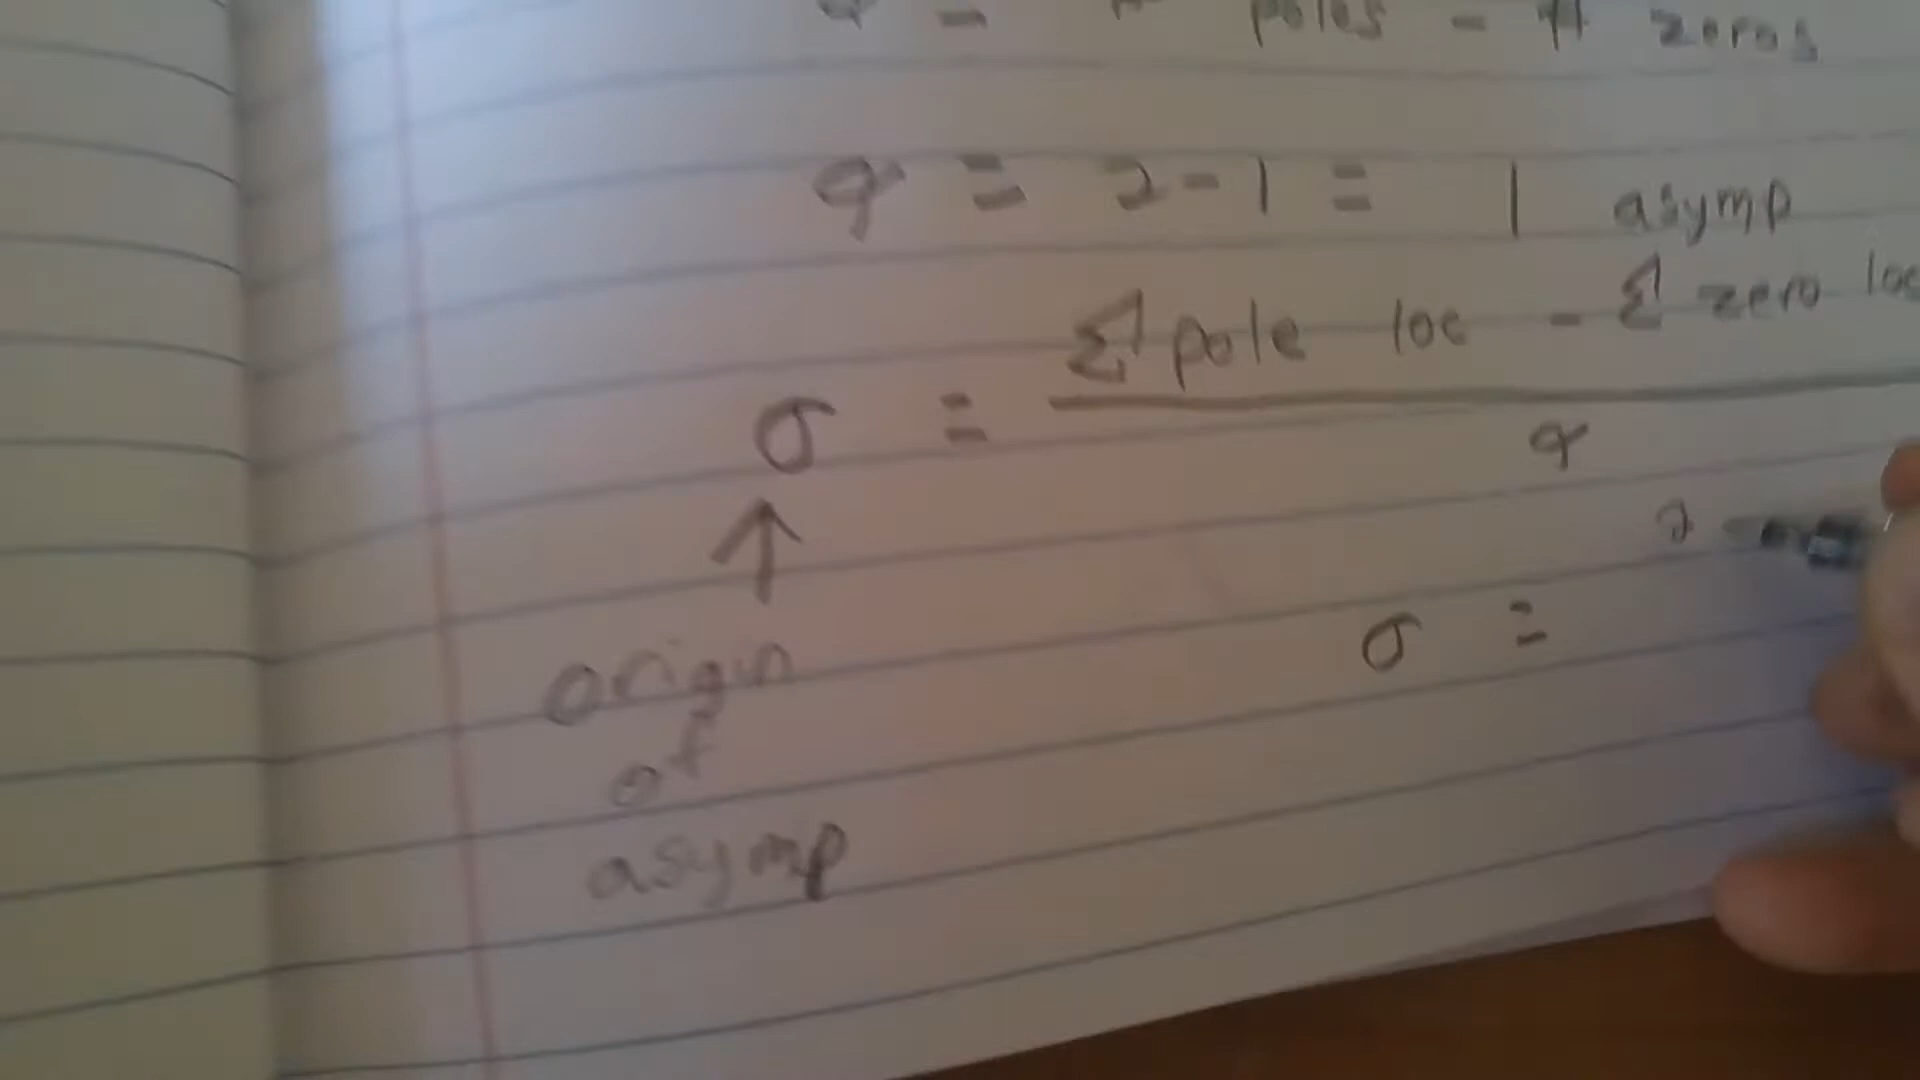 q = # poles - # zeros
q = 2 - 1 = 1 asymp
σ = Σ pole loc - Σ zero loc
q
↑
origin
of
asymp
σ = 2